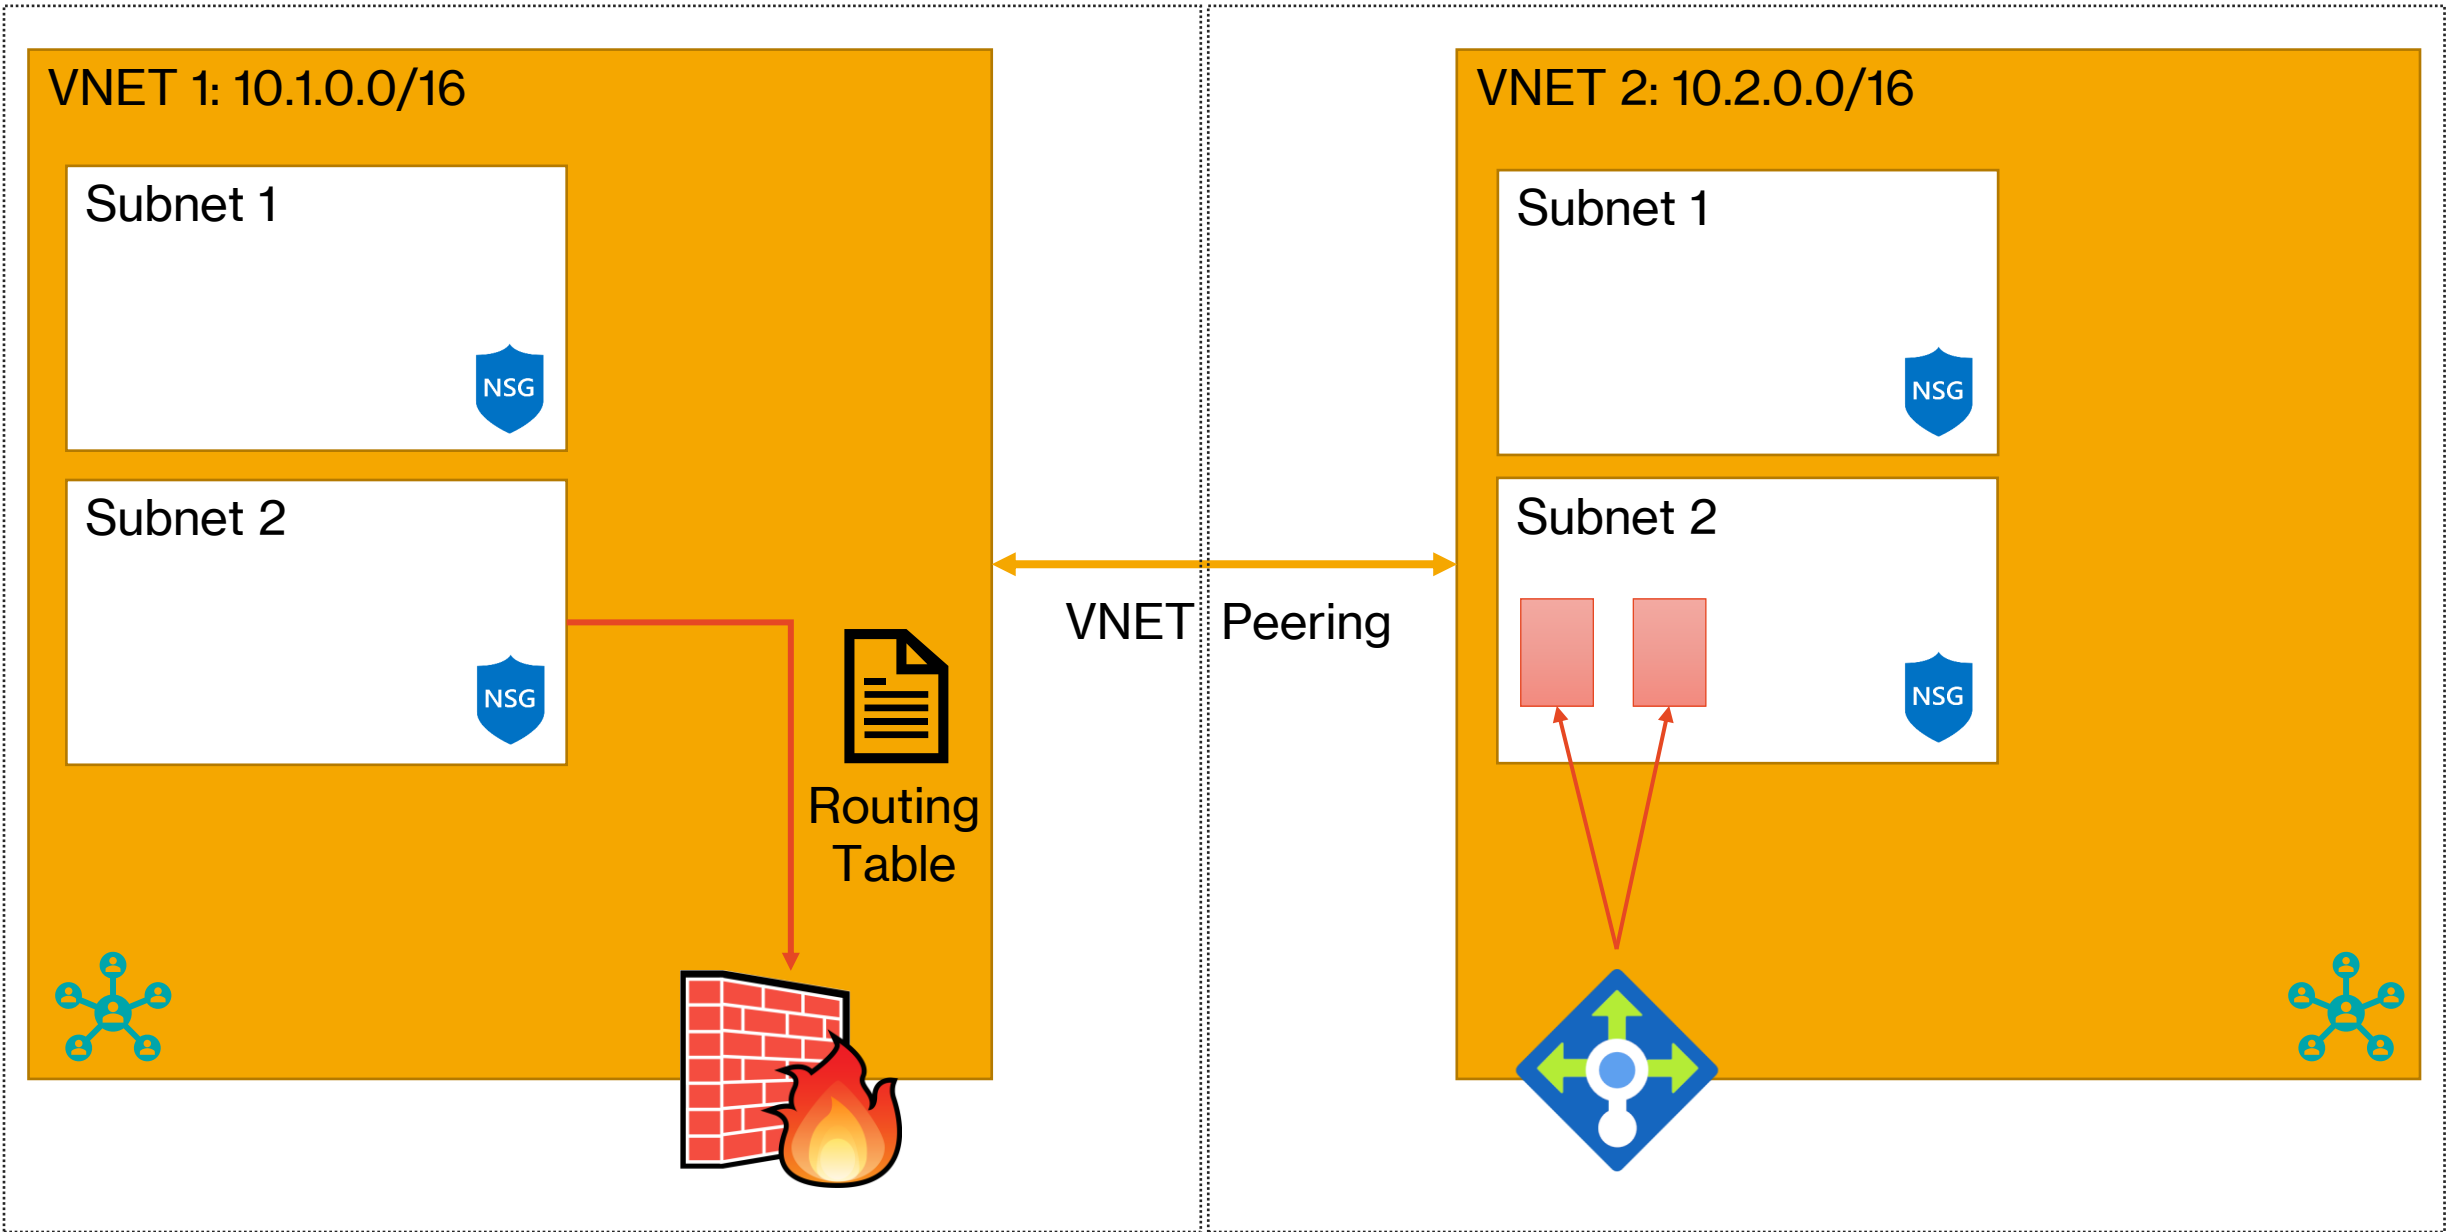 VNET 1: 10.1.0.0/16
Subnet 1
NSG
Subnet 2
NSG
Routing
Table
VNET Peering
VNET 2: 10.2.0.0/16
Subnet 1
NSG
Subnet 2
NSG